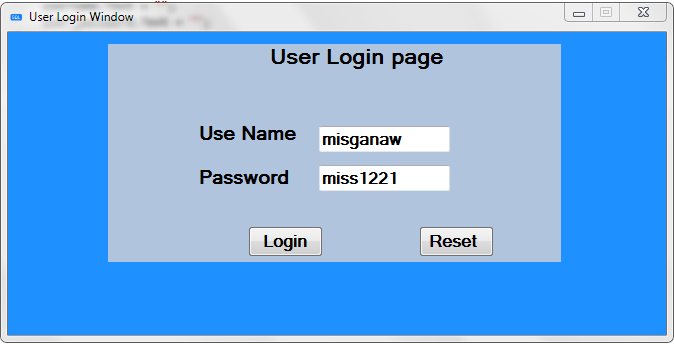 User Login Window
User Login page
Use Name misganaw
Password miss1221
Login Reset